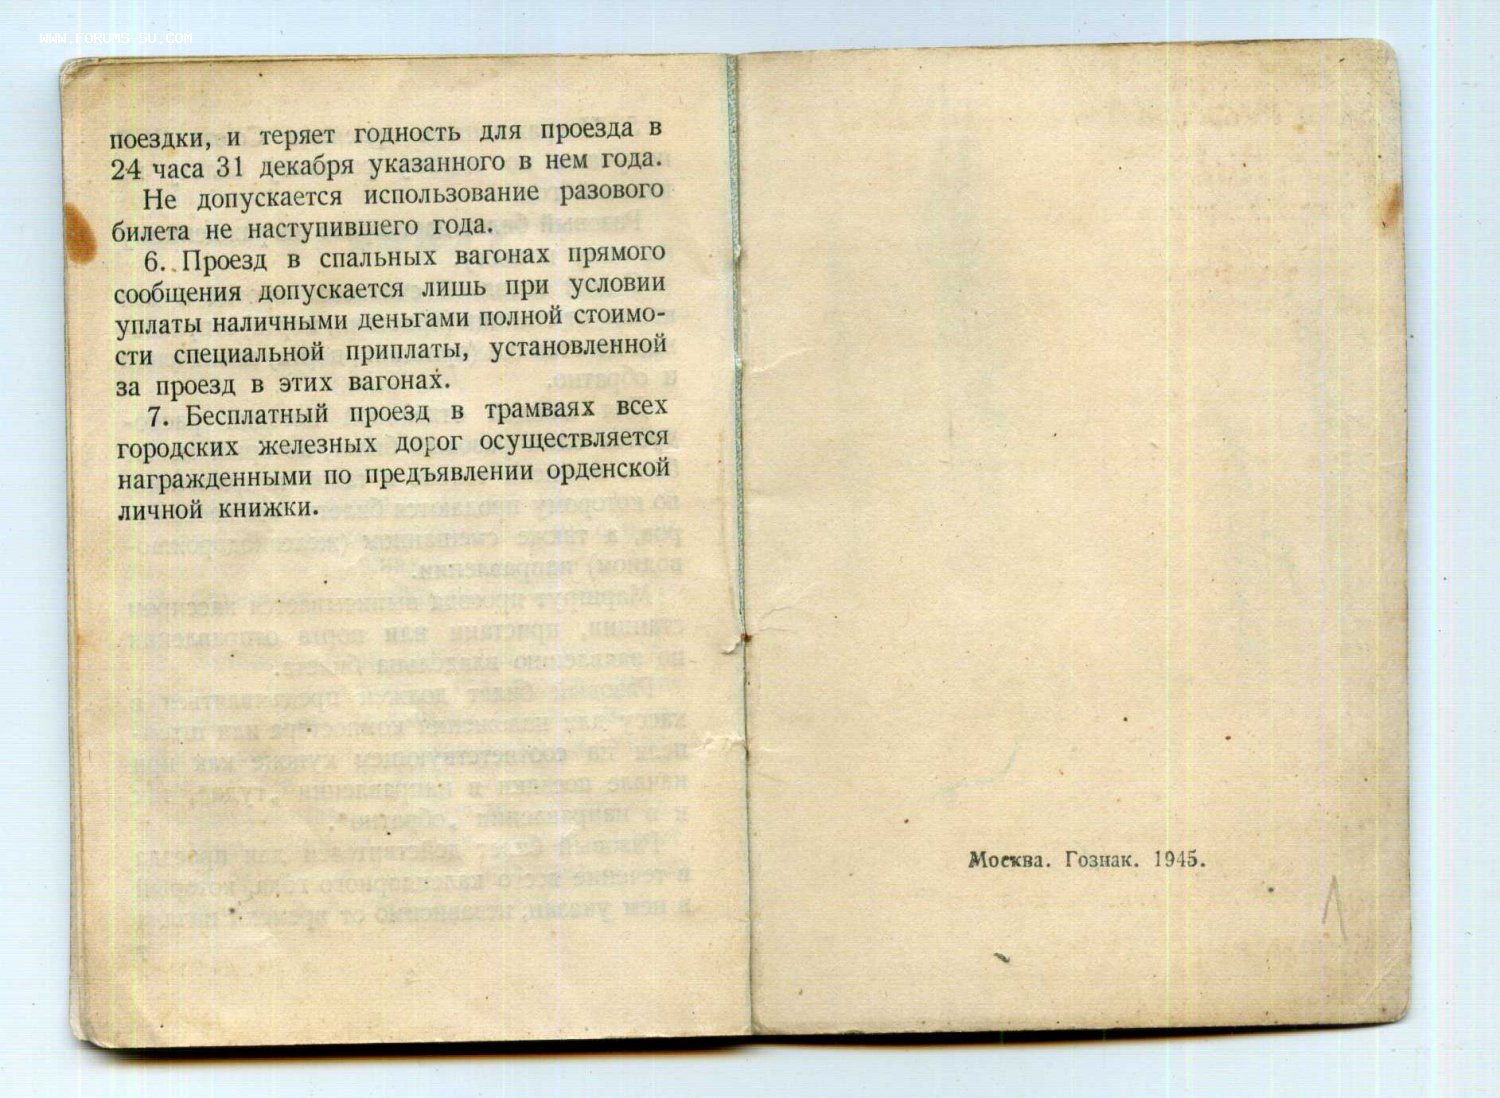 WWW.FORUMS-SU.COM
поездки, и теряет годность для проезда в
24 часа 31 декабря указанного в нем года.
Не допускается использование разового
билета не наступившего года.
6. Проезд в спальных вагонах прямого
сообщения допускается лишь при условии
уплаты наличными деньгами полной стоимо-
сти специальной приплаты, установленной
за проезд в этих вагонах.
7. Бесплатный проезд в трамваях всех
городских железных дорог осуществляется
награжденными по предъявлении орденской
личной книжки.
Москва. Гознак. 1945.